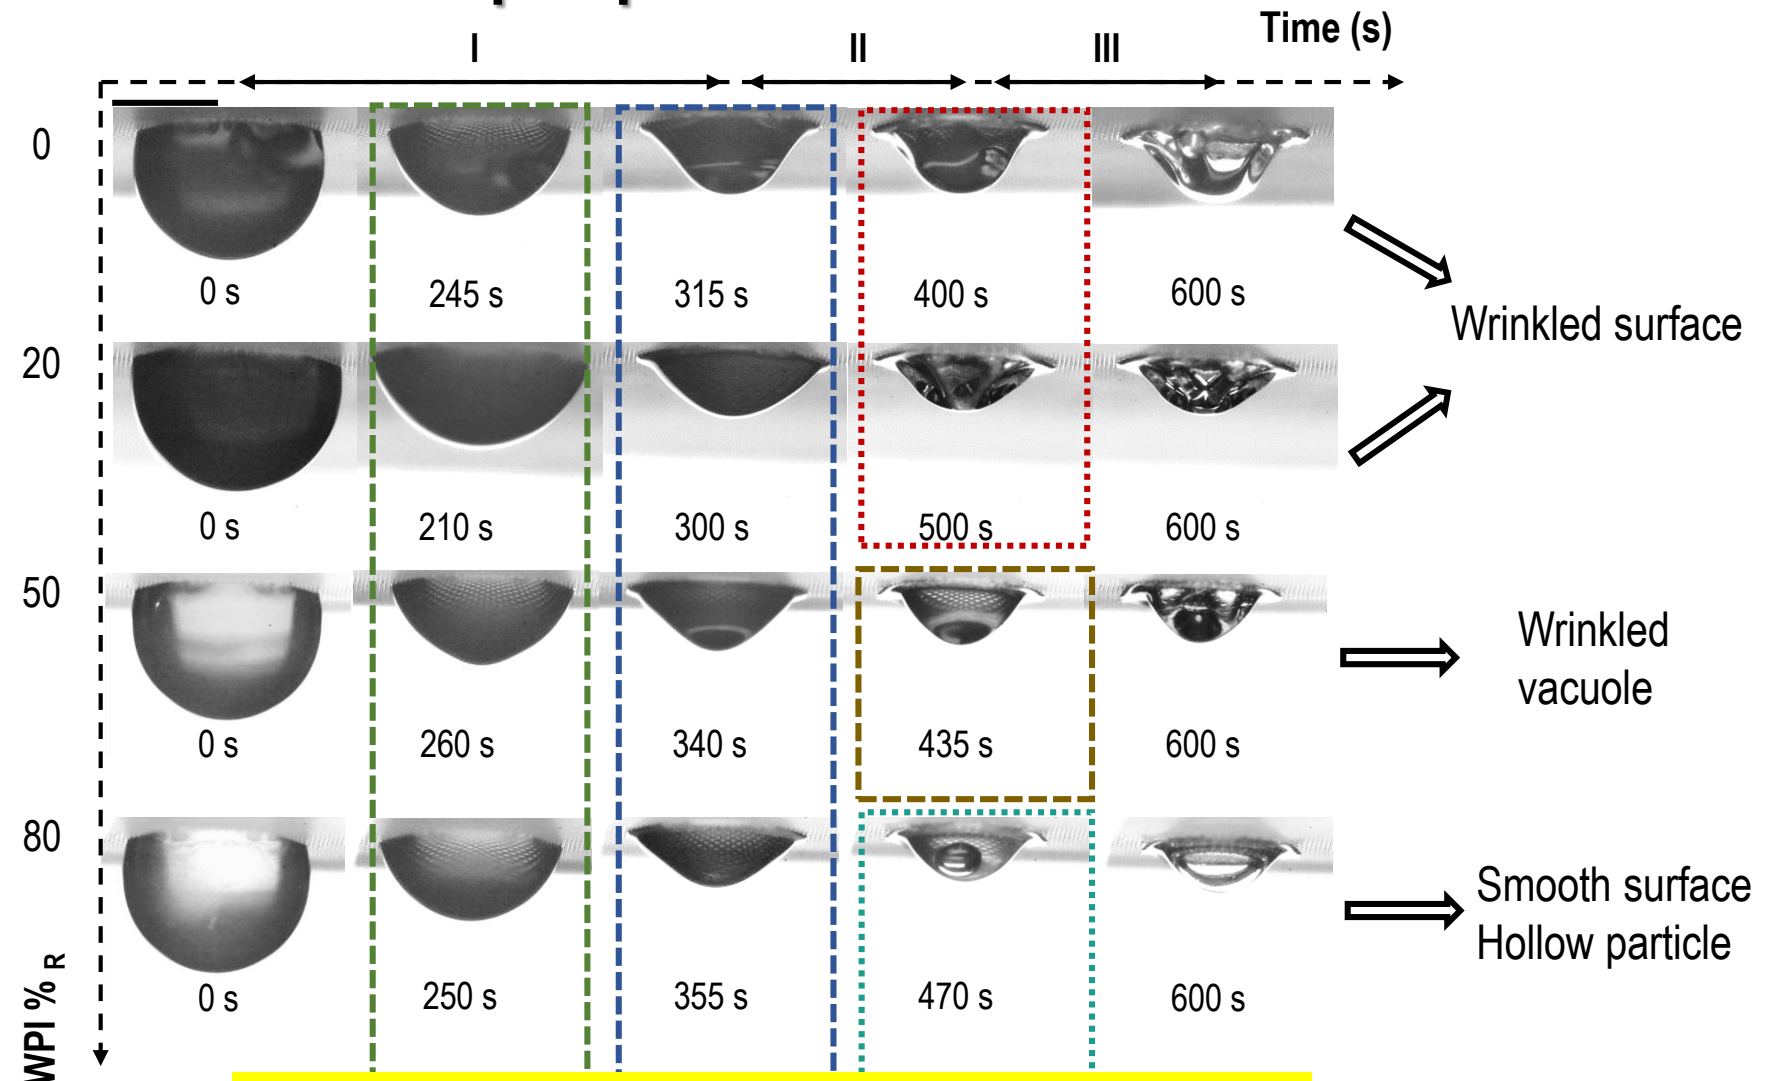 Time (s)
I II III
0
0 s 245 s 315 s 400 s 600 s
Wrinkled surface
20
0 s 210 s 300 s 500 s 600 s
50
Wrinkled
vacuole
0 s 260 s 340 s 435 s 600 s
80
Smooth surface
Hollow particle
0 s 250 s 355 s 470 s 600 s
WPI % R